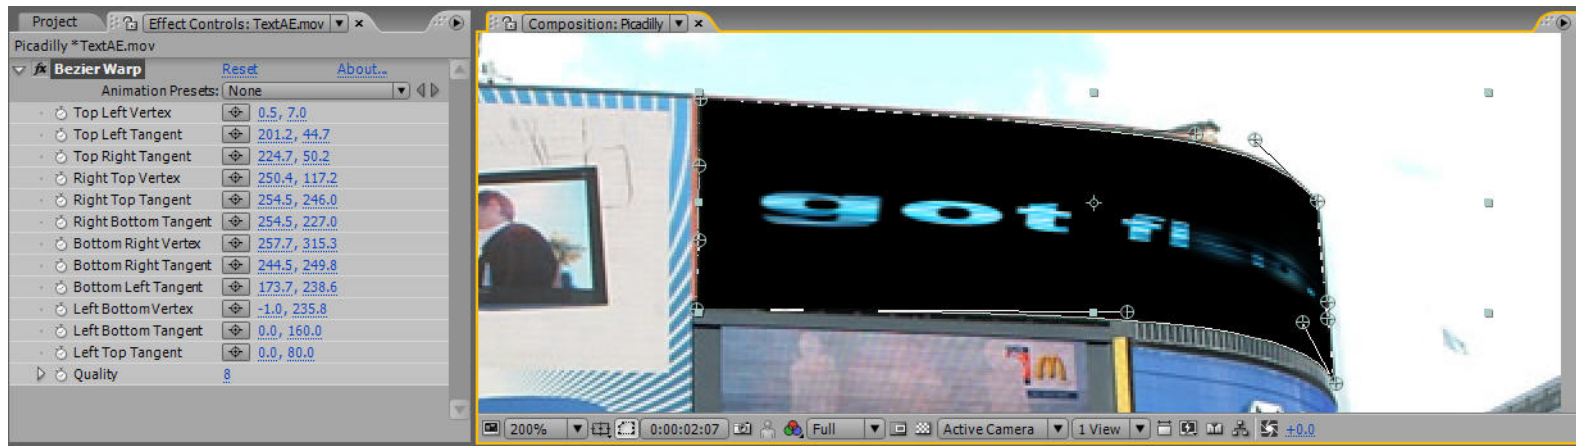 Project
Effect Controls: TextAE.mov
Picadilly * TextAE.mov
Bezier Warp Reset About...
Animation Presets: None
Top Left Vertex 0.5, 7.0
Top Left Tangent 201.2, 44.7
Top Right Tangent 224.7, 50.2
Right Top Vertex 250.4, 117.2
Right Top Tangent 254.5, 246.0
Right Bottom Tangent 254.5, 227.0
Bottom Right Vertex 257.7, 315.3
Bottom Right Tangent 244.5, 249.8
Bottom Left Tangent 173.7, 238.6
Left Bottom Vertex -1.0, 235.8
Left Bottom Tangent 0.0, 160.0
Left Top Tangent 0.0, 80.0
Quality 8
Composition: Picadilly
got fi
200% 0:00:02:07 Full Active Camera 1 View +0.0